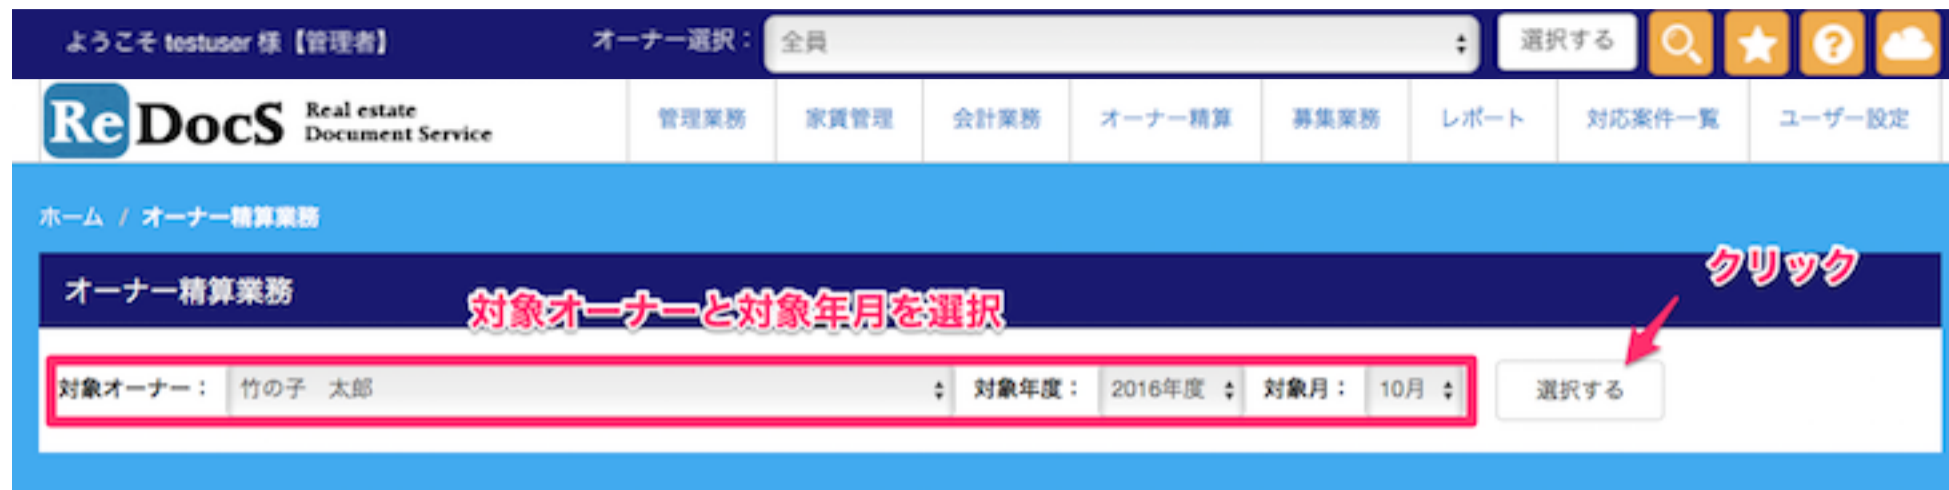 ようこそ testuser 様【管理者】 オーナー選択： 全員 選択する
ReDocS Real estate
Document Service
管理業務 家賃管理 会計業務 オーナー精算 募集業務 レポート 対応案件一覧 ユーザー設定
ホーム / オーナー精算業務
クリック
オーナー精算業務
対象オーナーと対象年月を選択
対象オーナー： 竹の子 太郎 対象年度： 2016年度 対象月： 10月 選択する